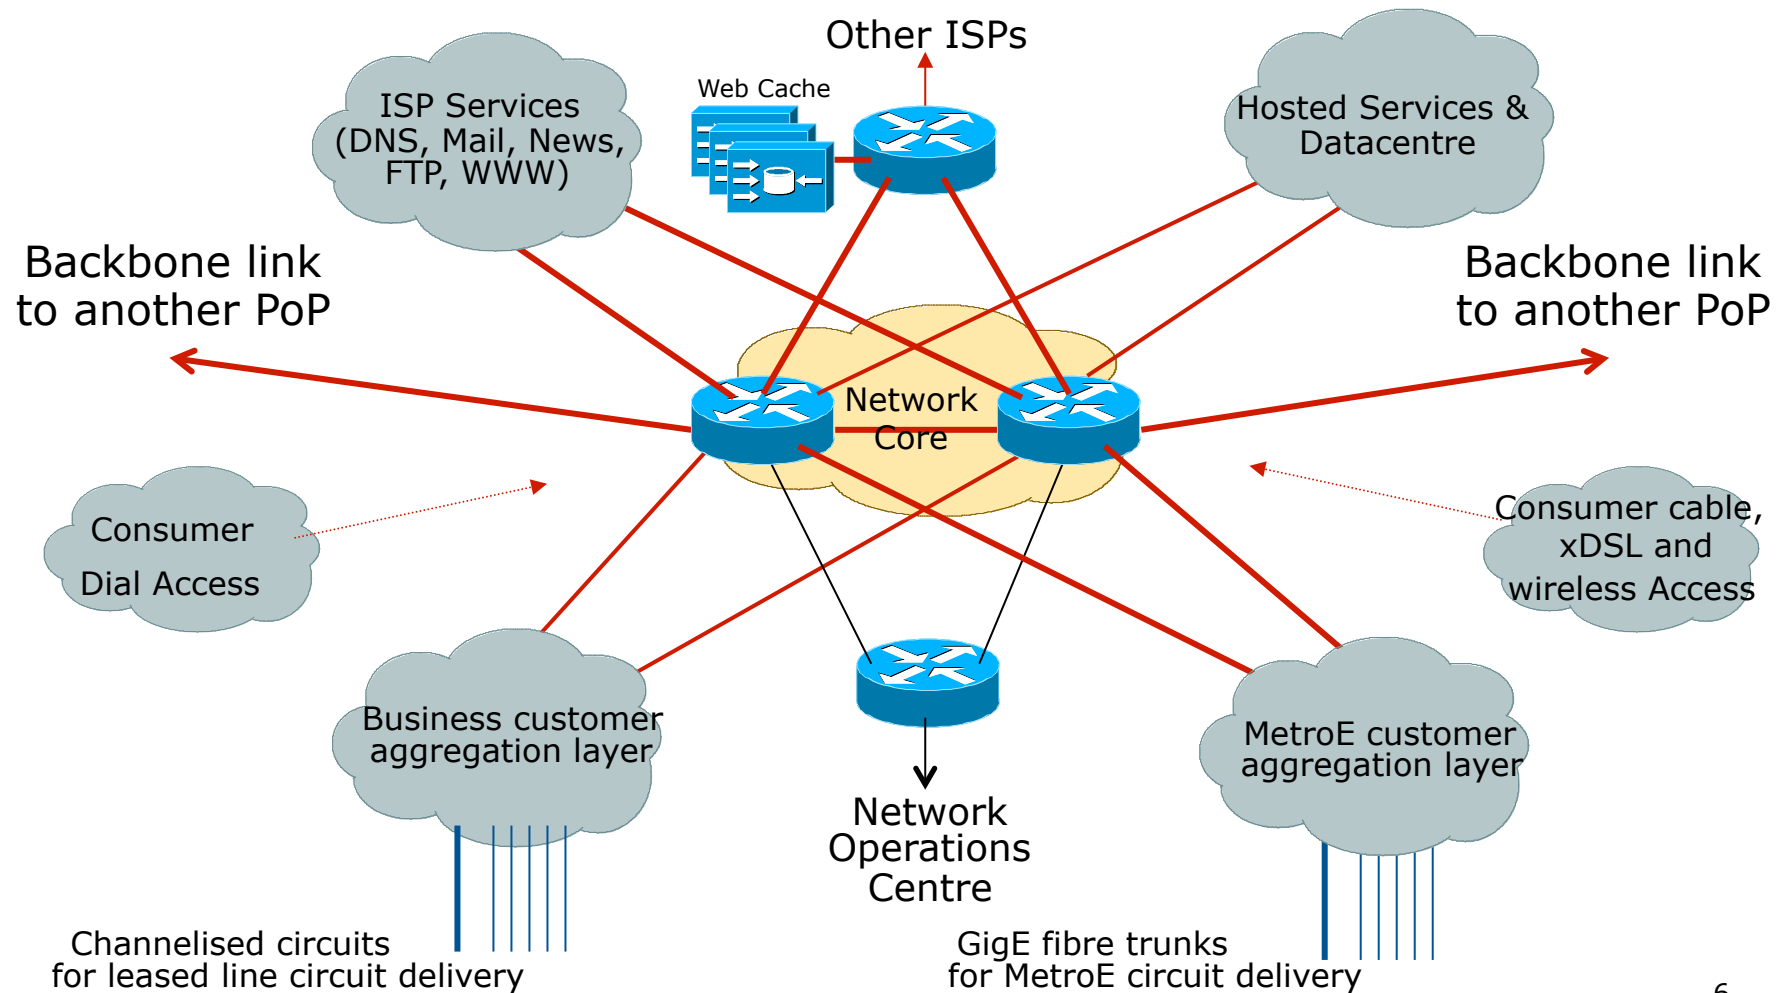 Other ISPs
Web Cache
ISP Services
(DNS, Mail, News,
FTP, WWW)
Hosted Services &
Datacentre
Backbone link
to another PoP
Backbone link
to another PoP
Network
Core
Consumer
Dial Access
Consumer cable,
xDSL and
wireless Access
Business customer
aggregation layer
MetroE customer
aggregation layer
Network
Operations
Centre
Channelised circuits
for leased line circuit delivery
GigE fibre trunks
for MetroE circuit delivery
6